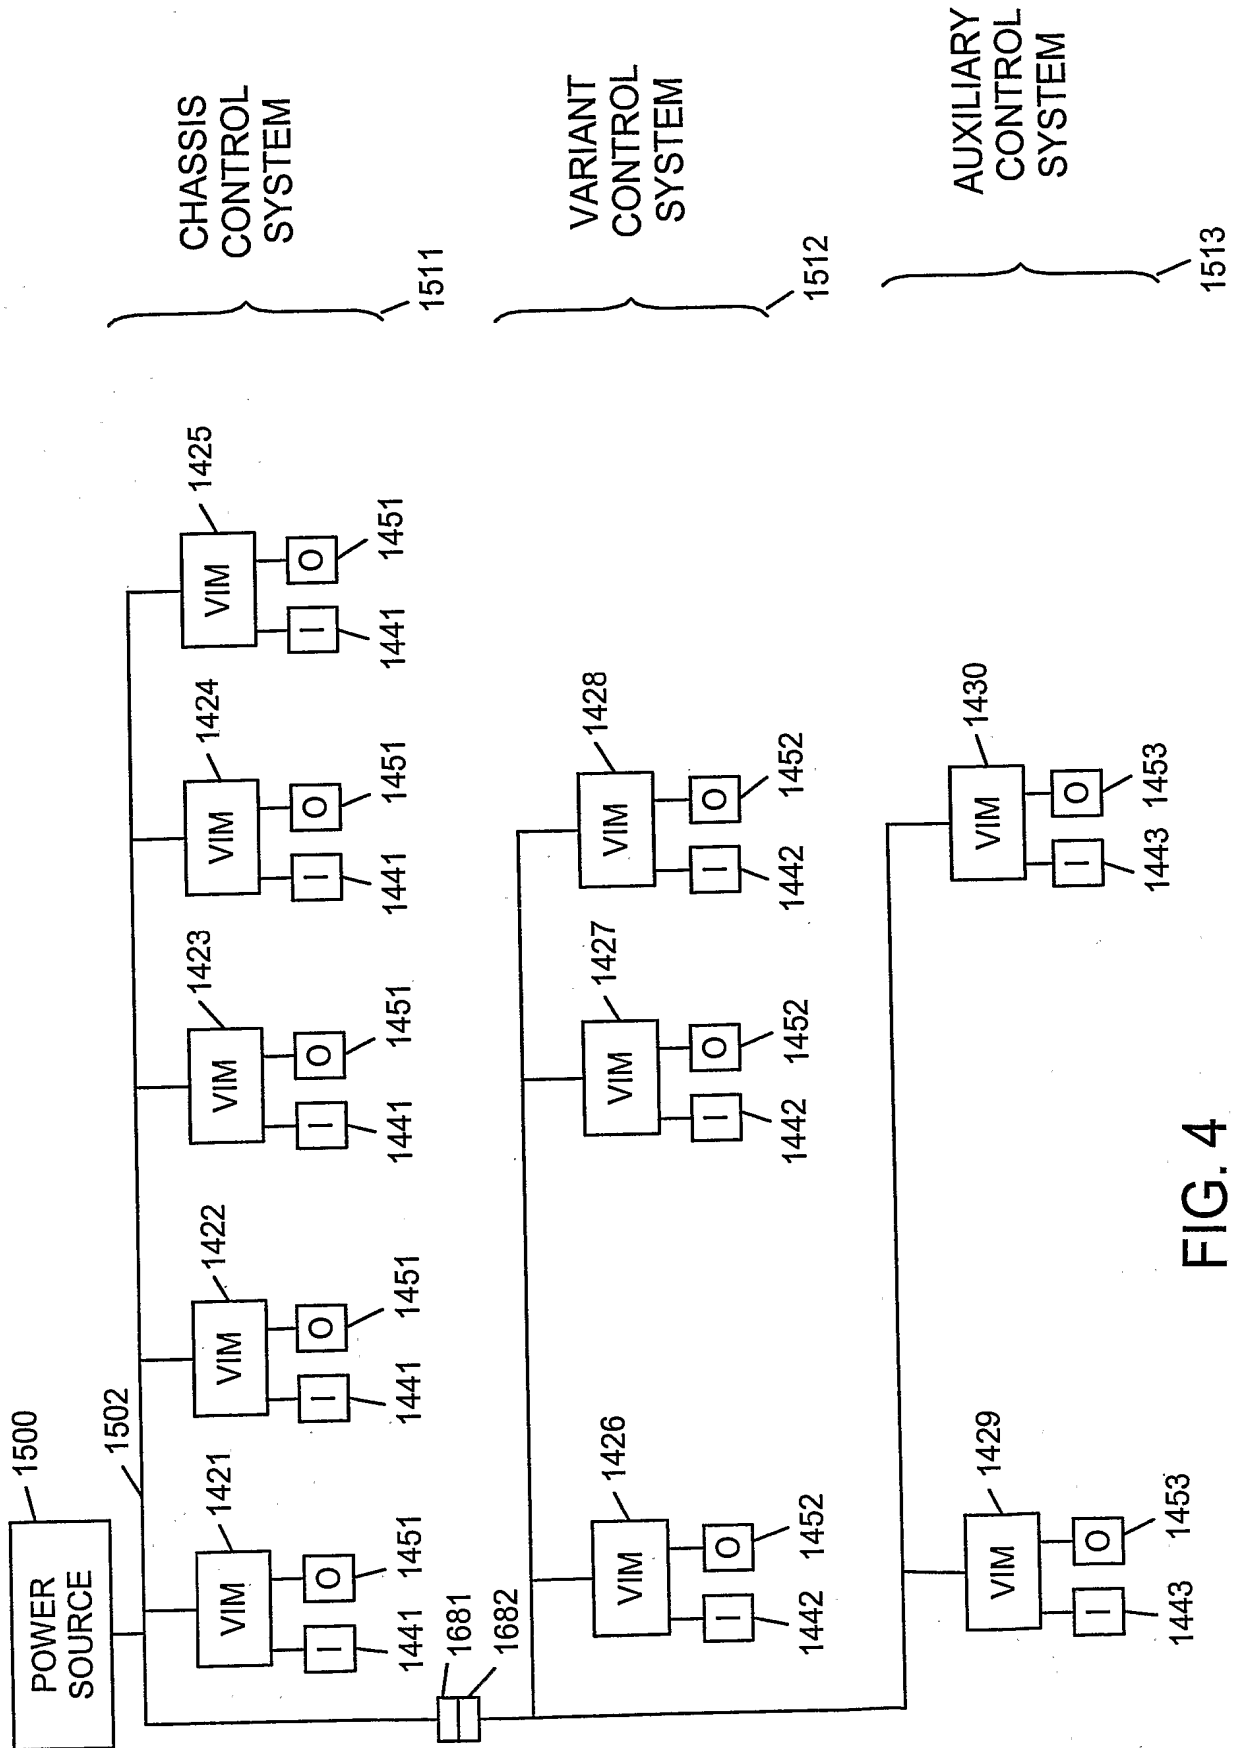 POWER
SOURCE
1500
1502
CHASSIS
CONTROL
SYSTEM
1511
VIM
1421
I
O
1441
1451
VIM
1422
I
O
1441
1451
VIM
1423
I
O
1441
1451
VIM
1424
I
O
1441
1451
VIM
1425
I
O
1441
1451
1681
1682
VARIANT
CONTROL
SYSTEM
1512
VIM
1426
I
O
1442
1452
VIM
1427
I
O
1442
1452
VIM
1428
I
O
1442
1452
AUXILIARY
CONTROL
SYSTEM
1513
VIM
1429
I
O
1443
1453
VIM
1430
I
O
1443
1453
FIG. 4